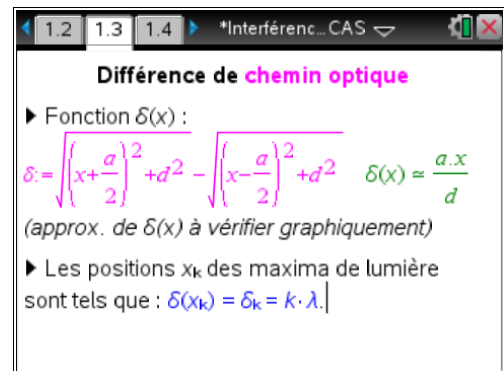 1.2 1.3 1.4 *Interférenc...CAS
Différence de chemin optique
▶ Fonction δ(x) :
δ:=√((x+a/2)²+d²) − √((x−a/2)²+d²) δ(x) ≃ a.x/d
(approx. de δ(x) à vérifier graphiquement)
▶ Les positions xₖ des maxima de lumière
sont tels que : δ(xₖ) = δₖ = k·λ.